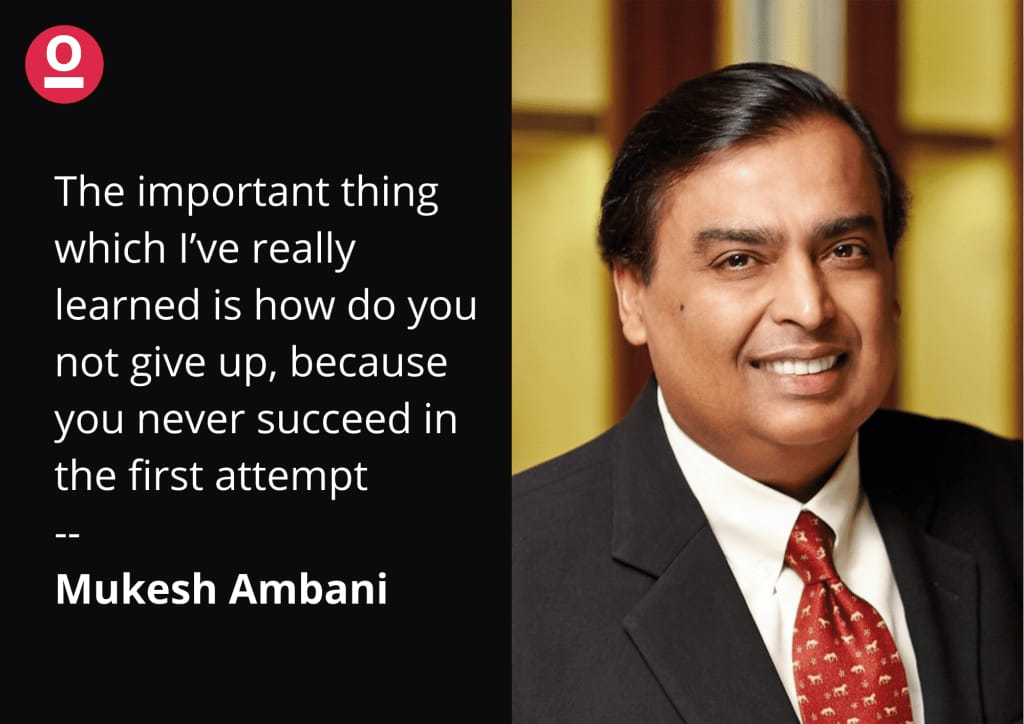 The important thing
which I’ve really
learned is how do you
not give up, because
you never succeed in
the first attempt
--
Mukesh Ambani